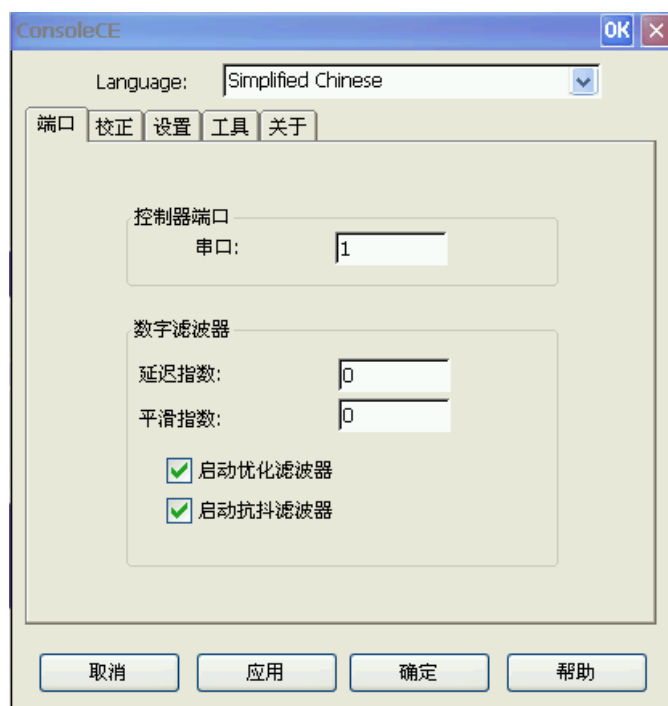 ConsoleCE OK
Language: Simplified Chinese
端口 校正 设置 工具 关于
控制器端口
串口: 1
数字滤波器
延迟指数: 0
平滑指数: 0
启动优化滤波器
启动抗抖滤波器
取消 应用 确定 帮助